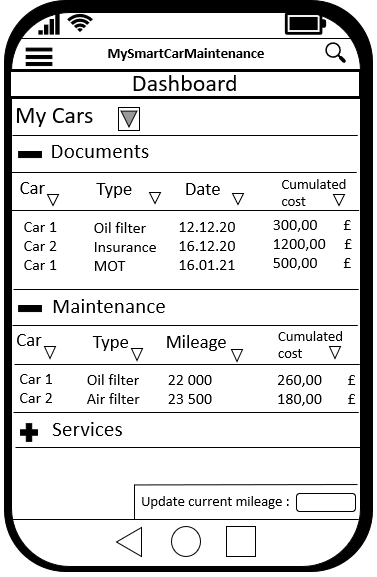 MySmartCarMaintenance
Dashboard
My Cars
Documents
Car Type Date Cumulated cost
Car 1 Oil filter 12.12.20 300,00 £
Car 2 Insurance 16.12.20 1200,00 £
Car 1 MOT 16.01.21 500,00 £
Maintenance
Car Type Mileage Cumulated cost
Car 1 Oil filter 22 000 260,00 £
Car 2 Air filter 23 500 180,00 £
Services
Update current mileage :